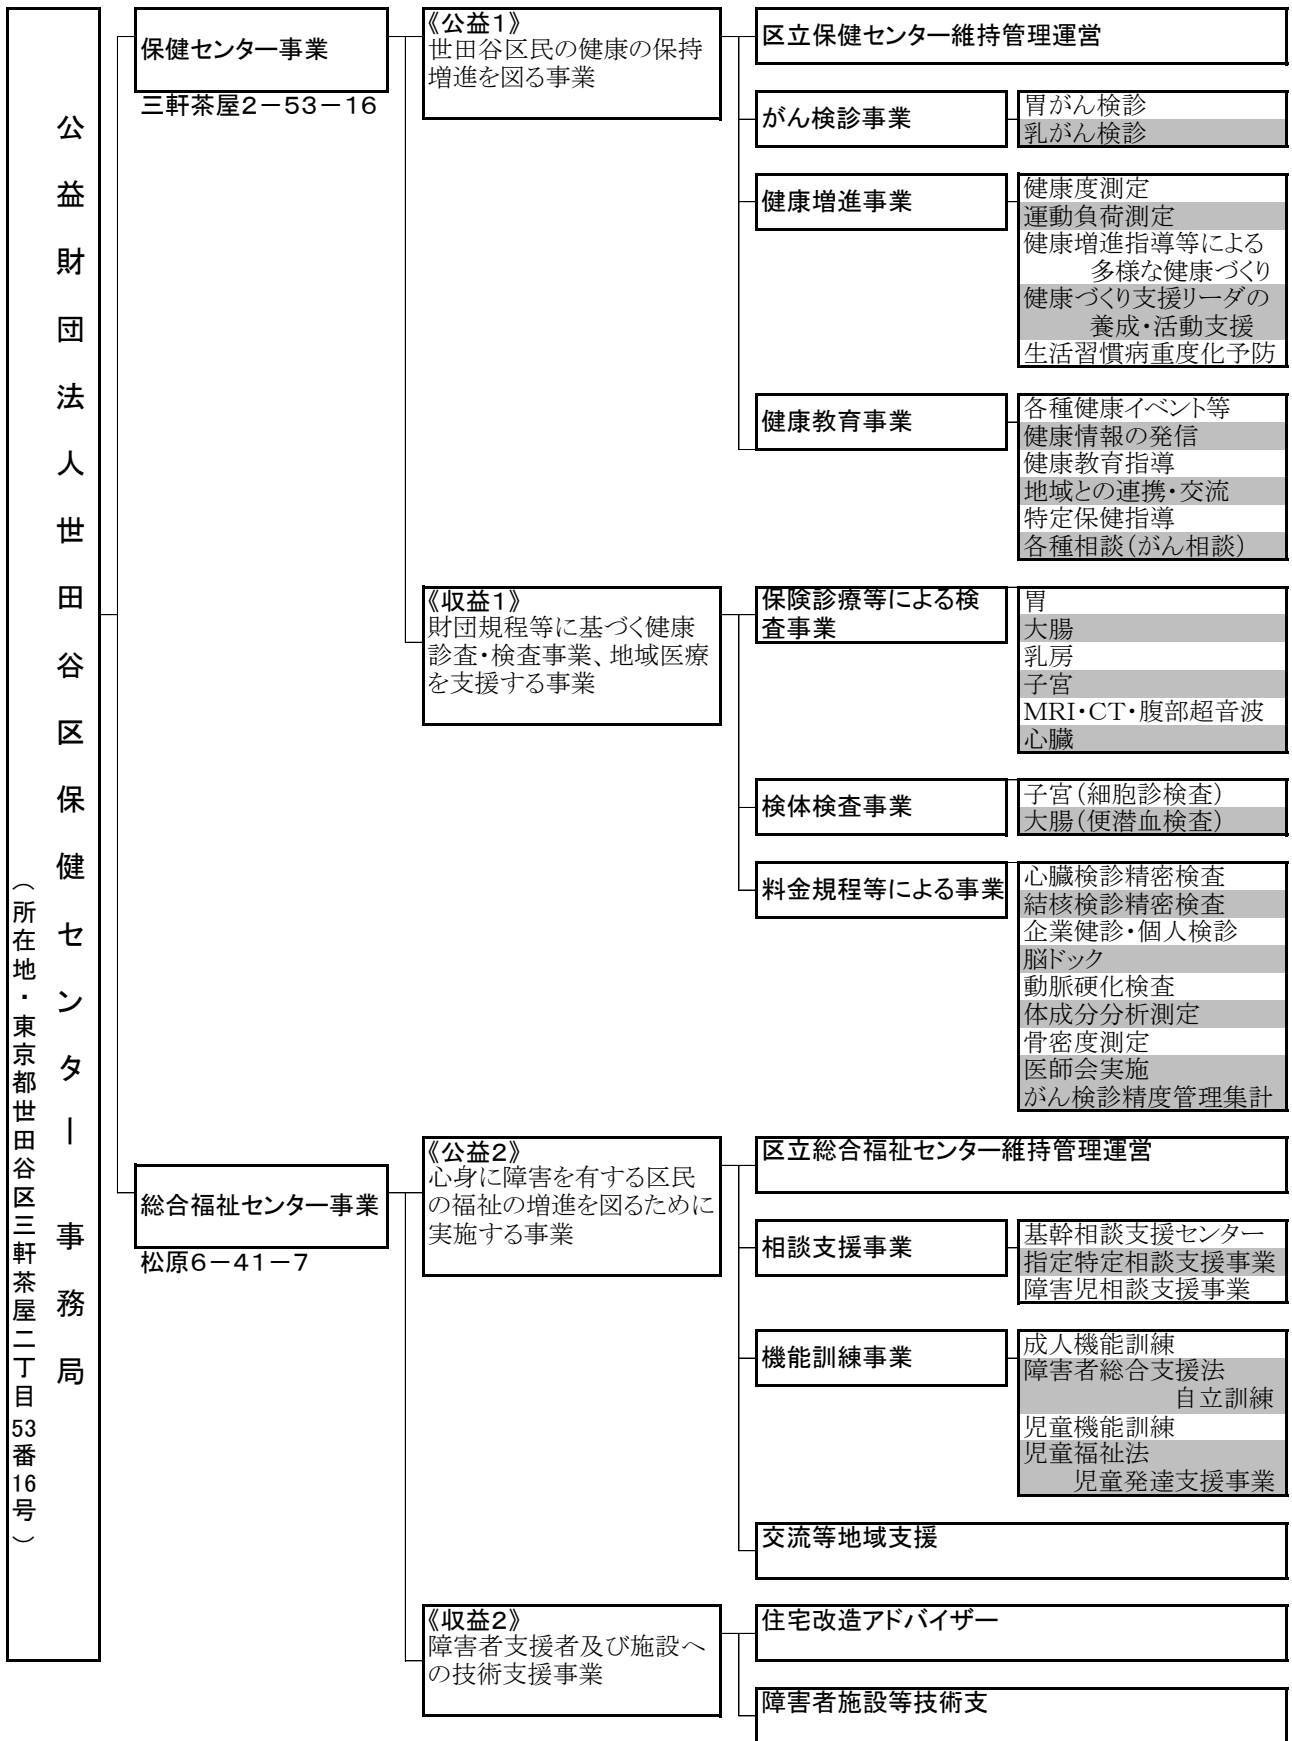 公益財団法人世田谷区保健センター 事務局
（所在地・東京都世田谷区三軒茶屋二丁目53番16号）
保健センター事業
三軒茶屋2－53－16
《公益1》
世田谷区民の健康の保持
増進を図る事業
区立保健センター維持管理運営
がん検診事業
胃がん検診
乳がん検診
健康増進事業
健康度測定
運動負荷測定
健康増進指導等による
多様な健康づくり
健康づくり支援リーダの
養成・活動支援
生活習慣病重度化予防
健康教育事業
各種健康イベント等
健康情報の発信
健康教育指導
地域との連携・交流
特定保健指導
各種相談（がん相談）
《収益1》
財団規程等に基づく健康
診査・検査事業、地域医療
を支援する事業
保険診療等による検
査事業
胃
大腸
乳房
子宮
MRI・CT・腹部超音波
心臓
検体検査事業
子宮（細胞診検査）
大腸（便潜血検査）
料金規程等による事業
心臓検診精密検査
結核検診精密検査
企業健診・個人検診
脳ドック
動脈硬化検査
体成分分析測定
骨密度測定
医師会実施
がん検診精度管理集計
総合福祉センター事業
松原6－41－7
《公益2》
心身に障害を有する区民
の福祉の増進を図るために
実施する事業
区立総合福祉センター維持管理運営
相談支援事業
基幹相談支援センター
指定特定相談支援事業
障害児相談支援事業
機能訓練事業
成人機能訓練
障害者総合支援法
自立訓練
児童機能訓練
児童福祉法
児童発達支援事業
交流等地域支援
《収益2》
障害者支援者及び施設へ
の技術支援事業
住宅改造アドバイザー
障害者施設等技術支